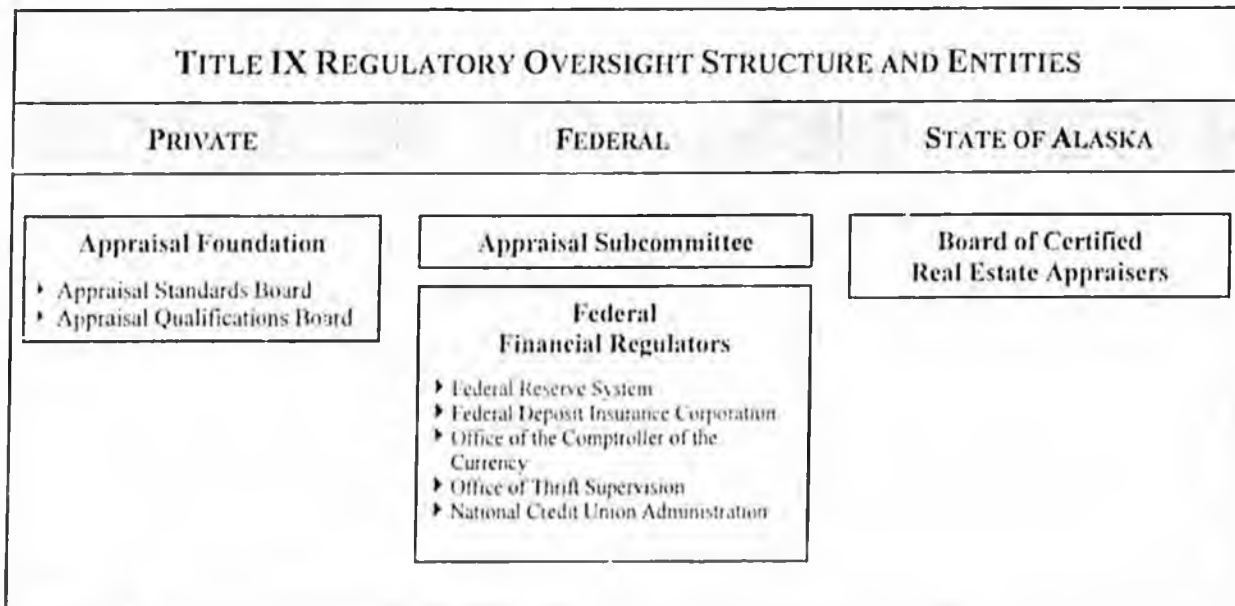 TITLE IX REGULATORY OVERSIGHT STRUCTURE AND ENTITIES
PRIVATE
FEDERAL
STATE OF ALASKA
Appraisal Foundation
‣ Appraisal Standards Board
‣ Appraisal Qualifications Board
Appraisal Subcommittee
Federal
Financial Regulators
‣ Federal Reserve System
‣ Federal Deposit Insurance Corporation
‣ Office of the Comptroller of the
Currency
‣ Office of Thrift Supervision
‣ National Credit Union Administration
Board of Certified
Real Estate Appraisers